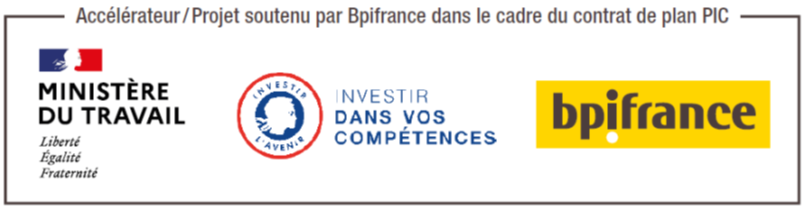 Accélérateur/Projet soutenu par Bpifrance dans le cadre du contrat de plan PIC
MINISTÈRE
DU TRAVAIL
Liberté
Égalité
Fraternité
INVESTIR
L'AVENIR
INVESTIR
DANS VOS
COMPÉTENCES
bpifrance